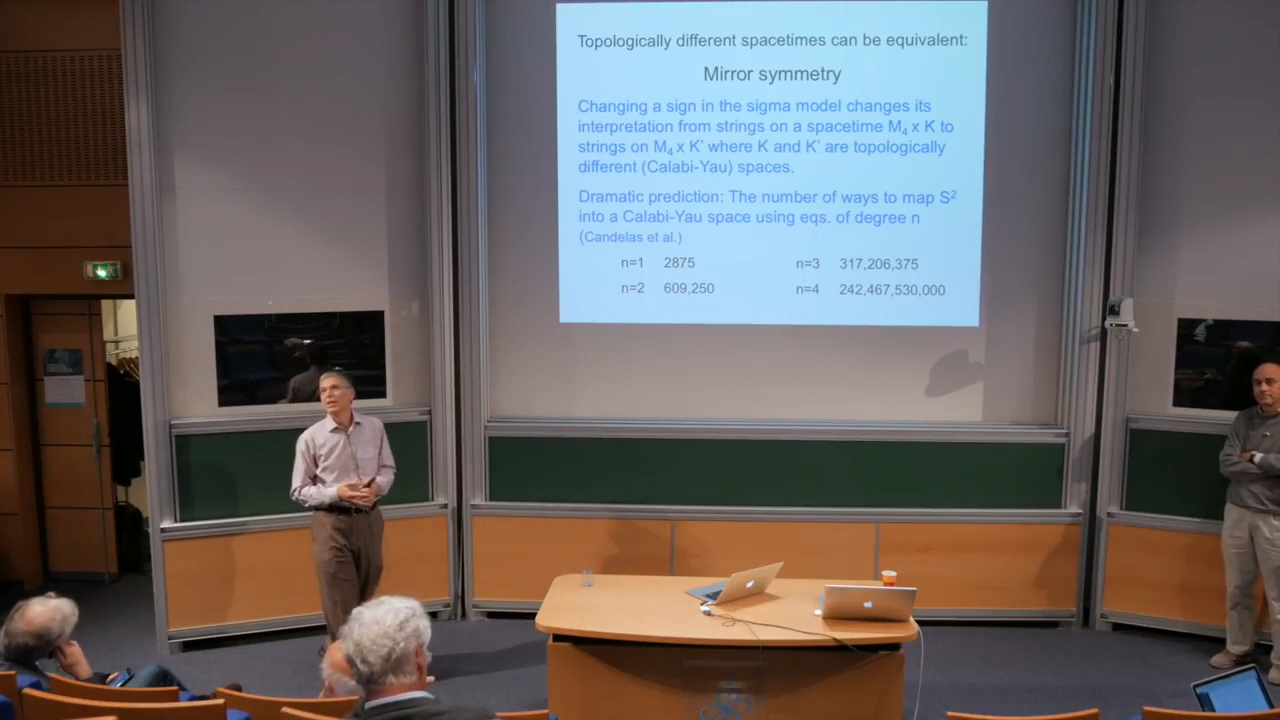 Topologically different spacetimes can be equivalent:
Mirror symmetry
Changing a sign in the sigma model changes its
interpretation from strings on a spacetime M₄ x K to
strings on M₄ x K' where K and K' are topologically
different (Calabi-Yau) spaces.
Dramatic prediction: The number of ways to map S²
into a Calabi-Yau space using eqs. of degree n
(Candelas et al.)
n=1 2875 n=3 317,206,375
n=2 609,250 n=4 242,467,530,000